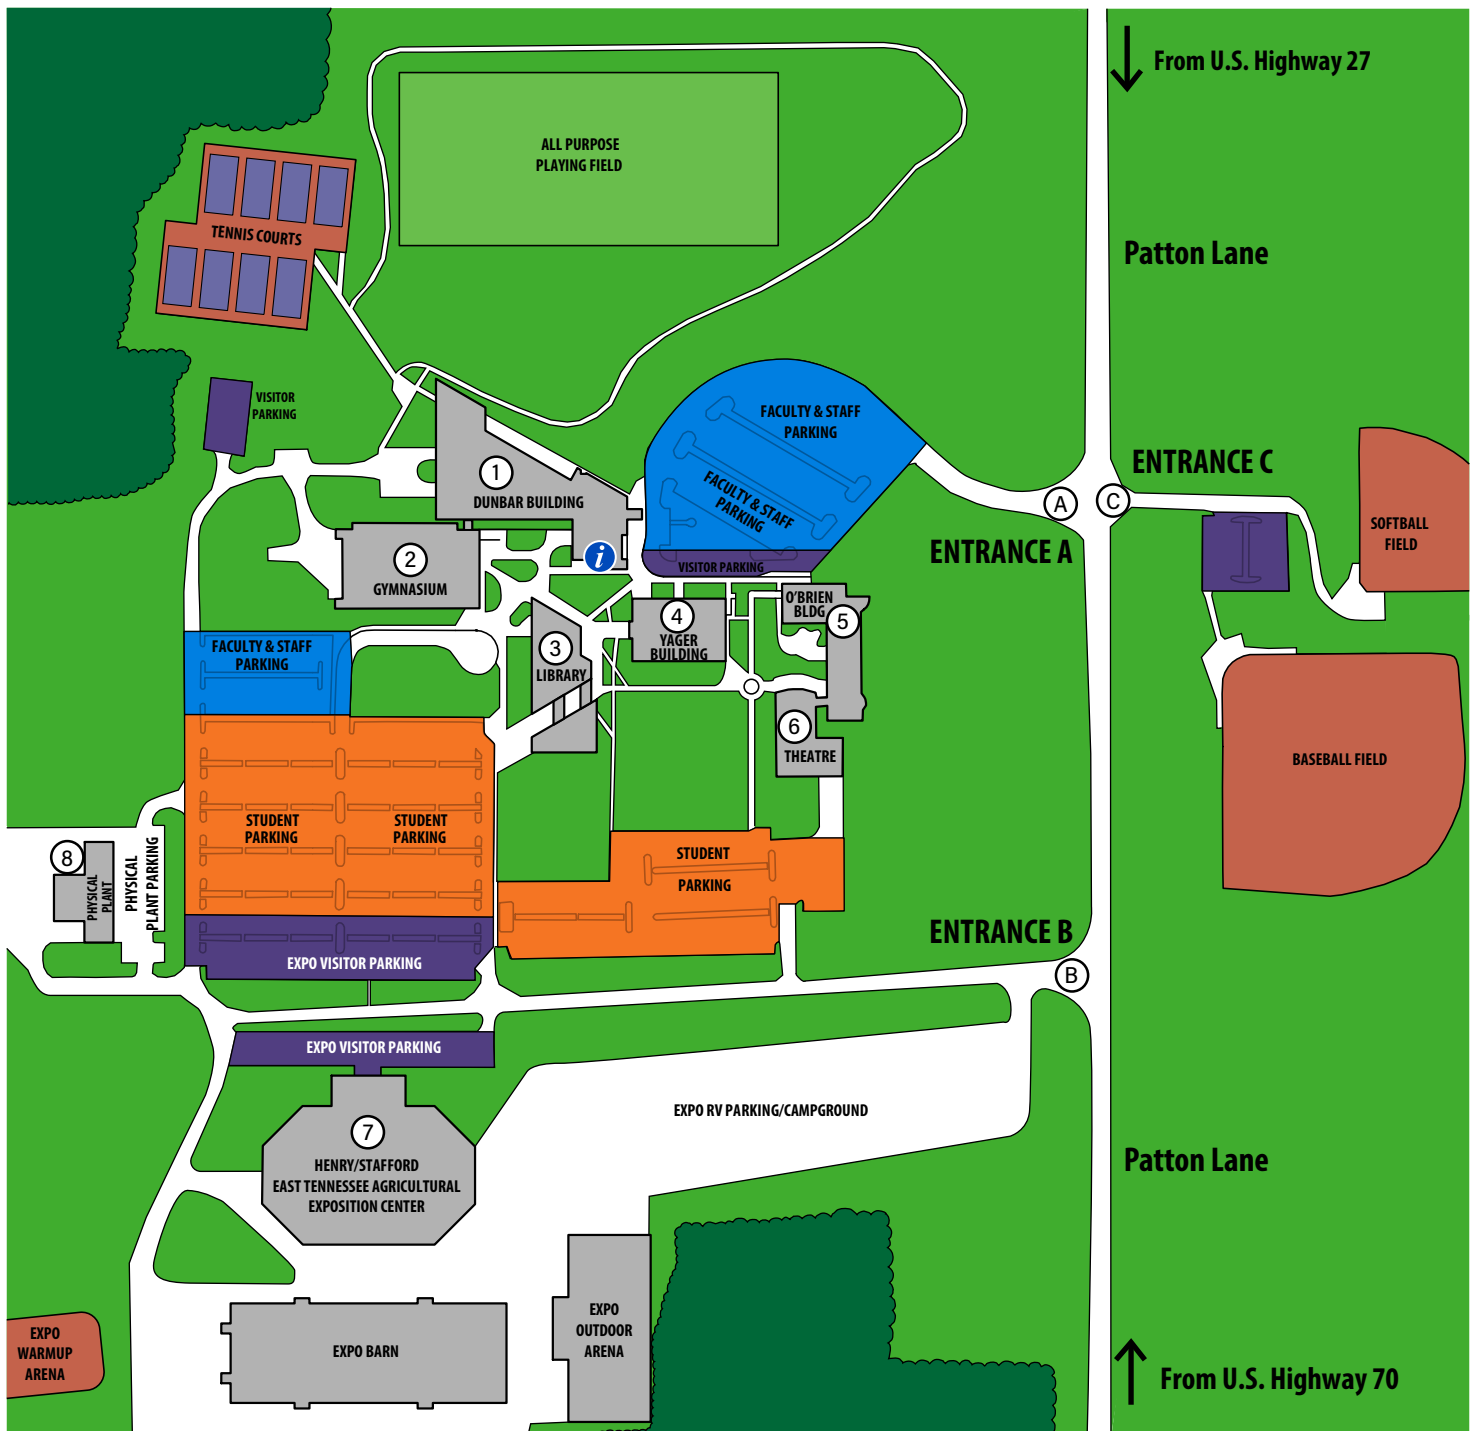 From U.S. Highway 27
ALL PURPOSE
PLAYING FIELD
TENNIS COURTS
Patton Lane
VISITOR
PARKING
FACULTY & STAFF
PARKING
ENTRANCE C
1
DUNBAR BUILDING
FACULTY & STAFF
PARKING
A
C
SOFTBALL
FIELD
ENTRANCE A
2
GYMNASIUM
i
VISITOR PARKING
O'BRIEN
BLDG
5
4
YAGER
BUILDING
3
LIBRARY
FACULTY & STAFF
PARKING
6
THEATRE
BASEBALL FIELD
STUDENT
PARKING
STUDENT
PARKING
8
PHYSICAL
PLANT
PHYSICAL
PLANT PARKING
STUDENT
PARKING
ENTRANCE B
B
EXPO VISITOR PARKING
EXPO VISITOR PARKING
EXPO RV PARKING/CAMPGROUND
7
HENRY/STAFFORD
EAST TENNESSEE AGRICULTURAL
EXPOSITION CENTER
Patton Lane
EXPO
WARMUP
ARENA
EXPO BARN
EXPO
OUTDOOR
ARENA
From U.S. Highway 70